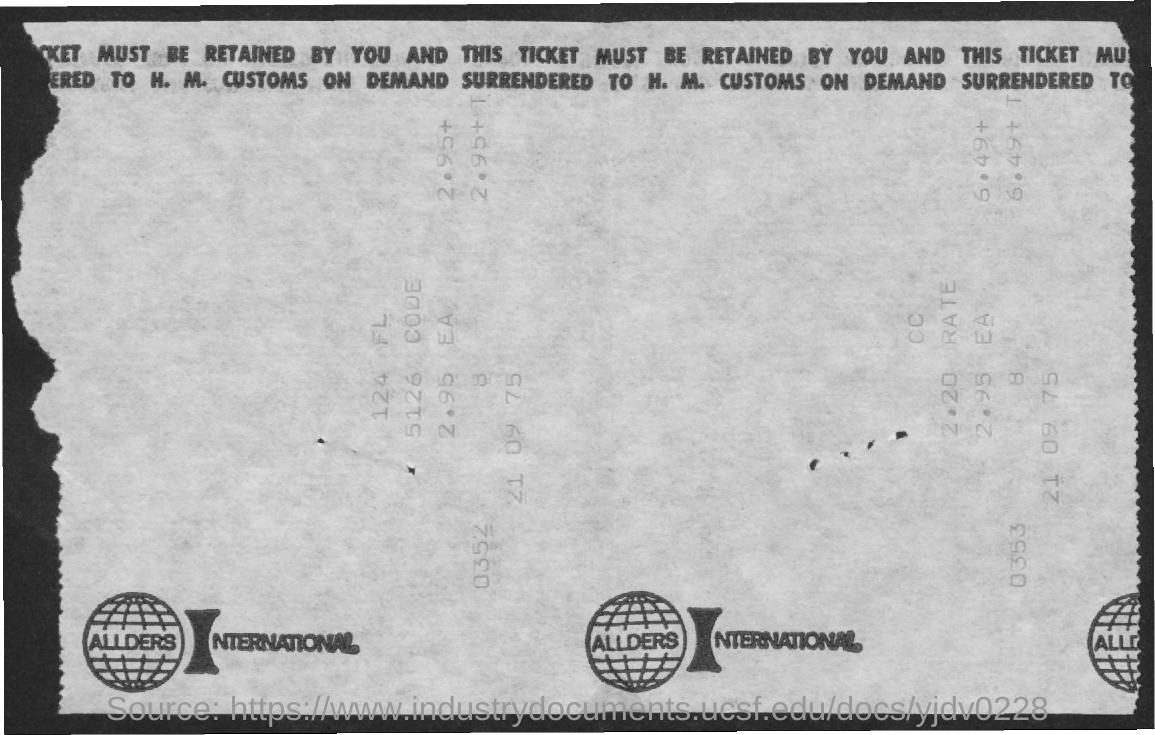 CKET MUST BE RETAINED BY YOU AND THIS TICKET MUST BE RETAINED BY YOU AND THIS TICKET MU
ERED TO H. M. CUSTOMS ON DEMAND SURRENDERED TO H. M. CUSTOMS ON DEMAND SURRENDERED TO
124 FL
5126 CODE
2.95 EA 2.95+
0352 8 2.95+ T
21 09 75
CC
2.20 RATE
2.95 EA 6.49+
0353 8 6.49+ T
21 09 75
ALLDERS INTERNATIONAL
ALLDERS INTERNATIONAL
ALLD
Source: https://www.industrydocuments.ucsf.edu/docs/yjdv0228